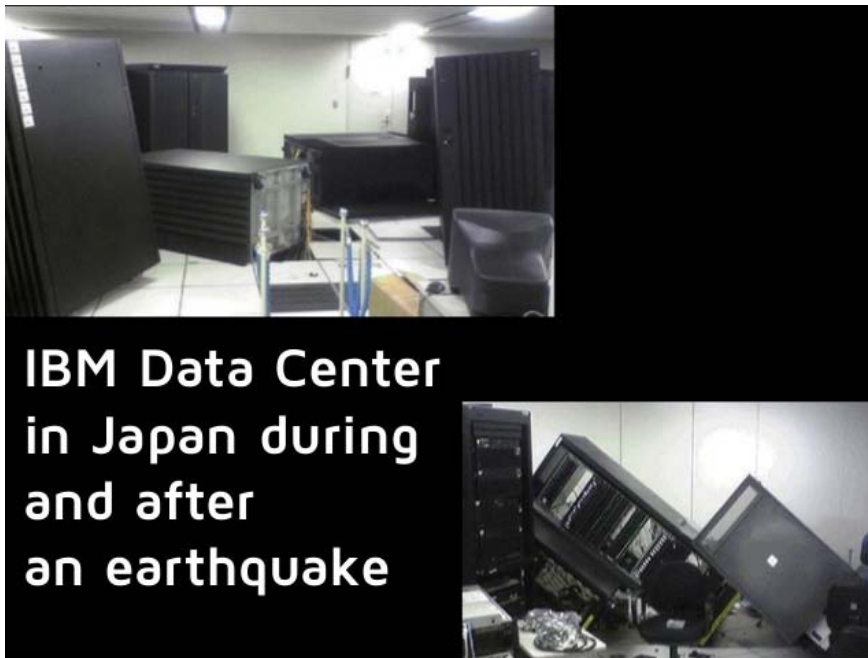 IBM Data Center
in Japan during
and after
an earthquake